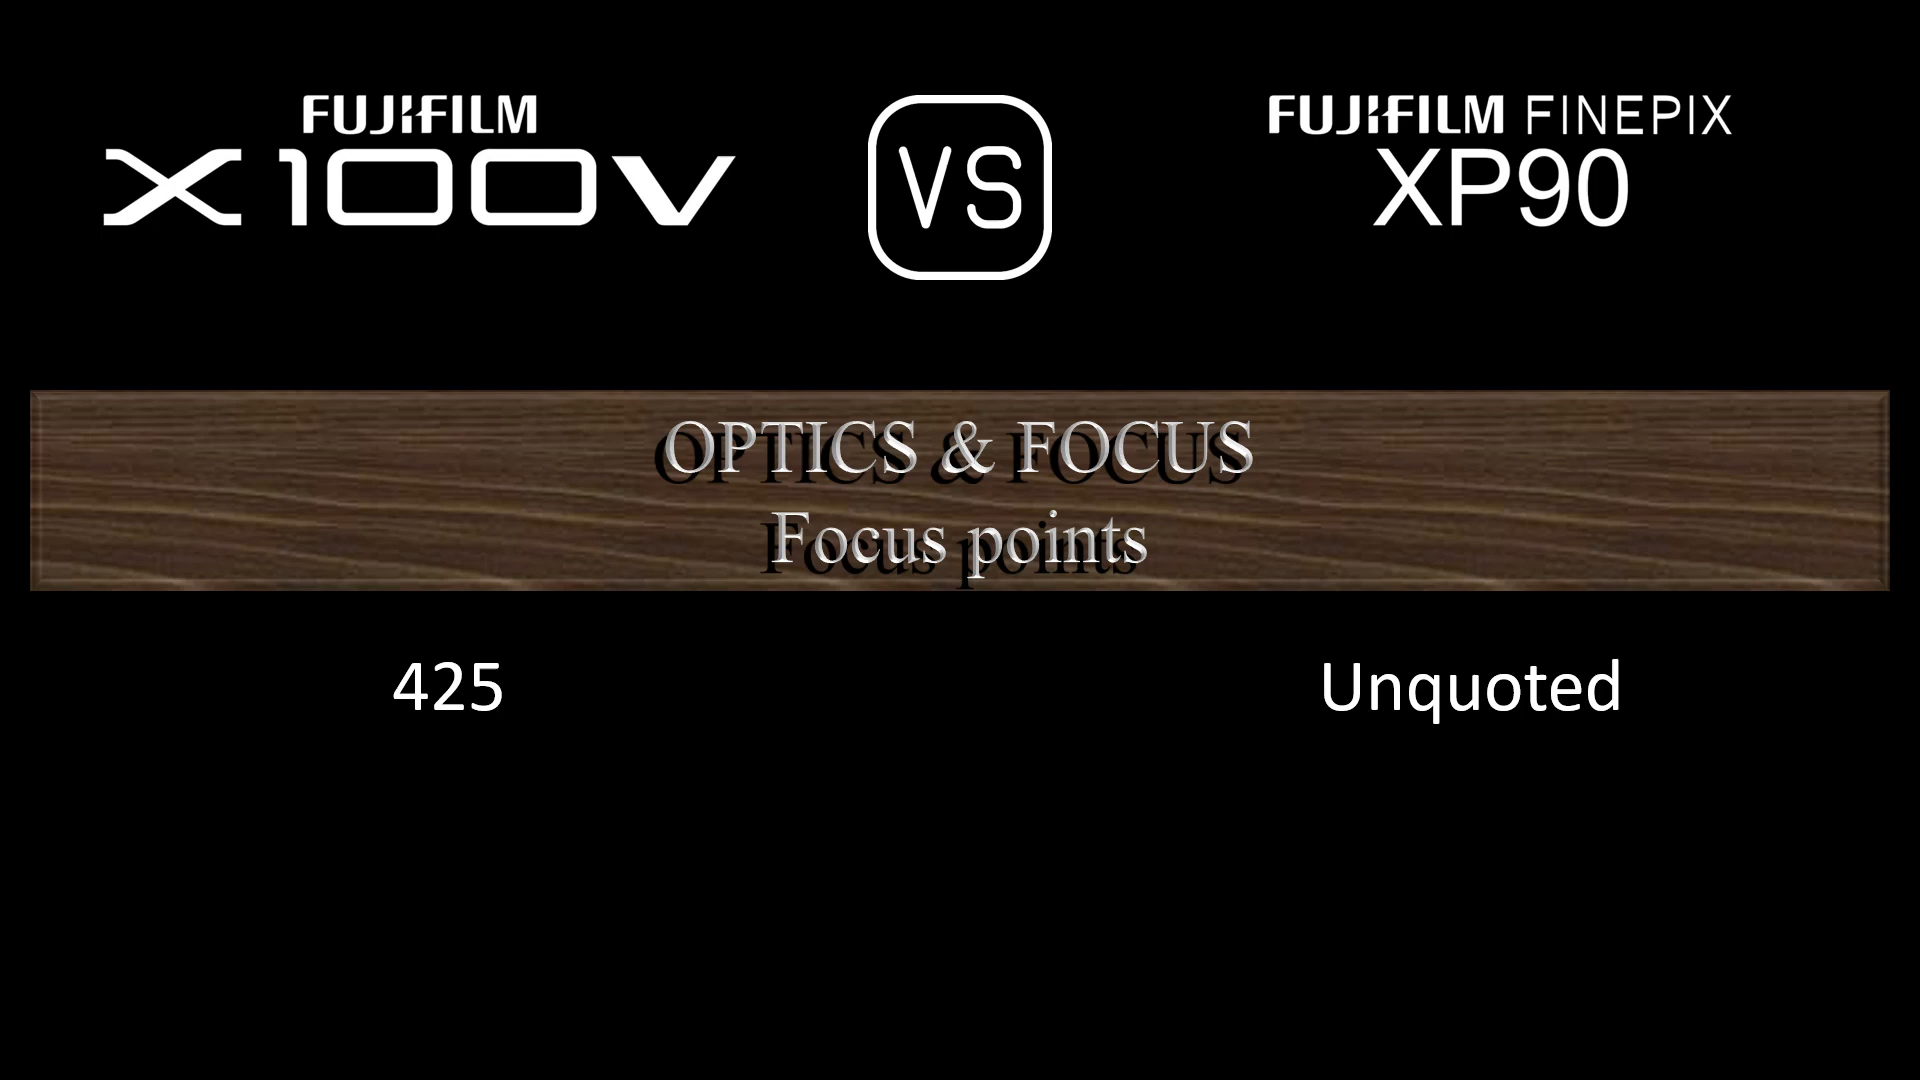 FUJIFILM
X100V
VS
FUJIFILM FINEPIX
XP90
OPTICS & FOCUS
Focus points
425
Unquoted